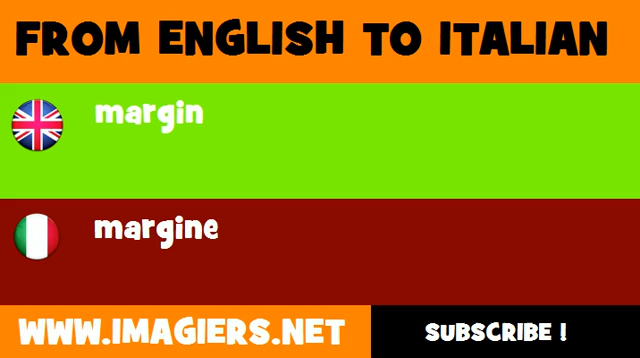 FROM ENGLISH TO ITALIAN
margin
margine
WWW.IMAGIERS.NET
SUBSCRIBE !